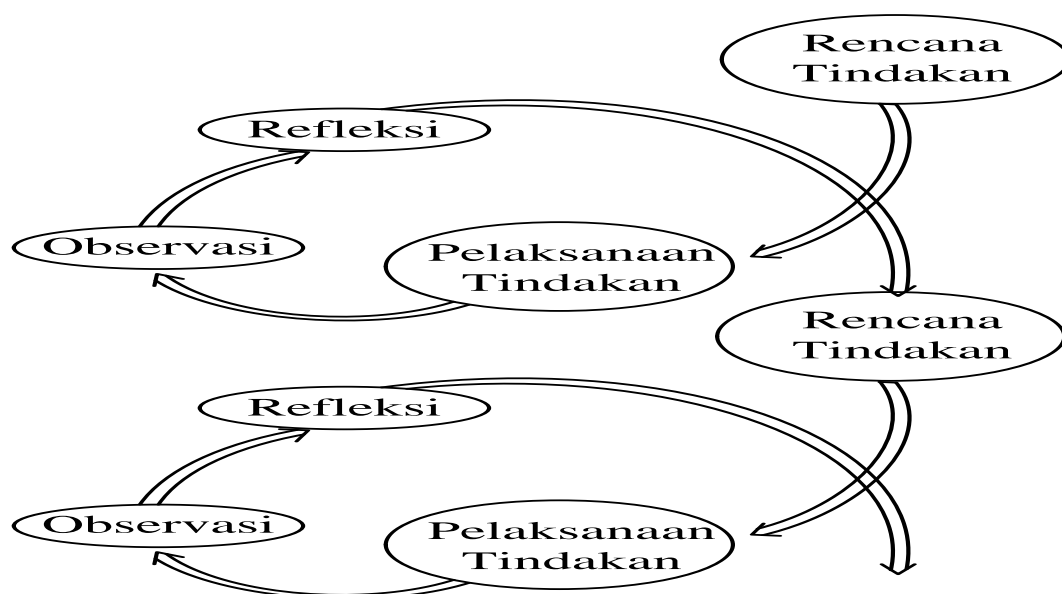 Rencana
Tindakan
Refleksi
Observasi
Pelaksanaan
Tindakan
Rencana
Tindakan
Refleksi
Observasi
Pelaksanaan
Tindakan